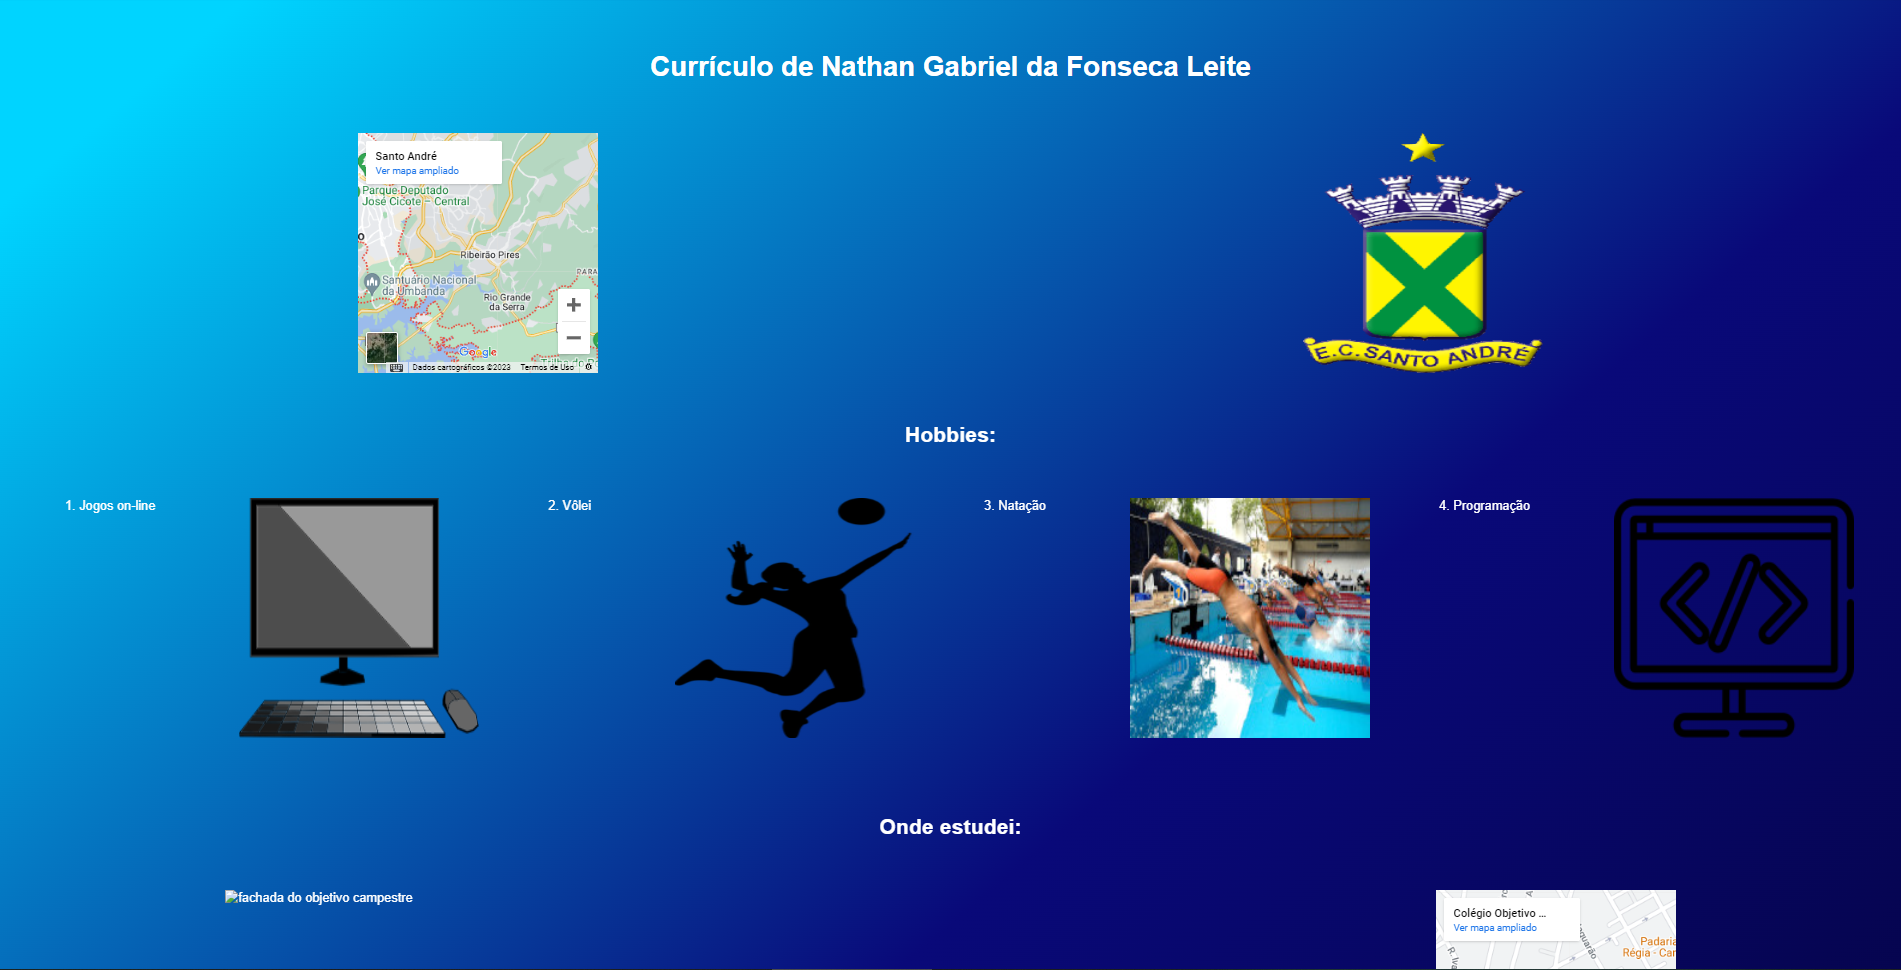 Currículo de Nathan Gabriel da Fonseca Leite
Santo André
Ver mapa ampliado
Parque Deputado
José Cicote – Central
o
Ribeirão Pires
PARA
Santuário Nacional
da Umbanda
Rio Grande
da Serra
Google
Dados cartográficos ©2023 Termos de Uso
E.C. SANTO ANDRÉ
Hobbies:
1. Jogos on-line
2. Vôlei
3. Natação
4. Programação
</>
Onde estudei:
fachada do objetivo campestre
Colégio Objetivo ...
Ver mapa ampliado
Padaria
Régia - Car
R. Iva